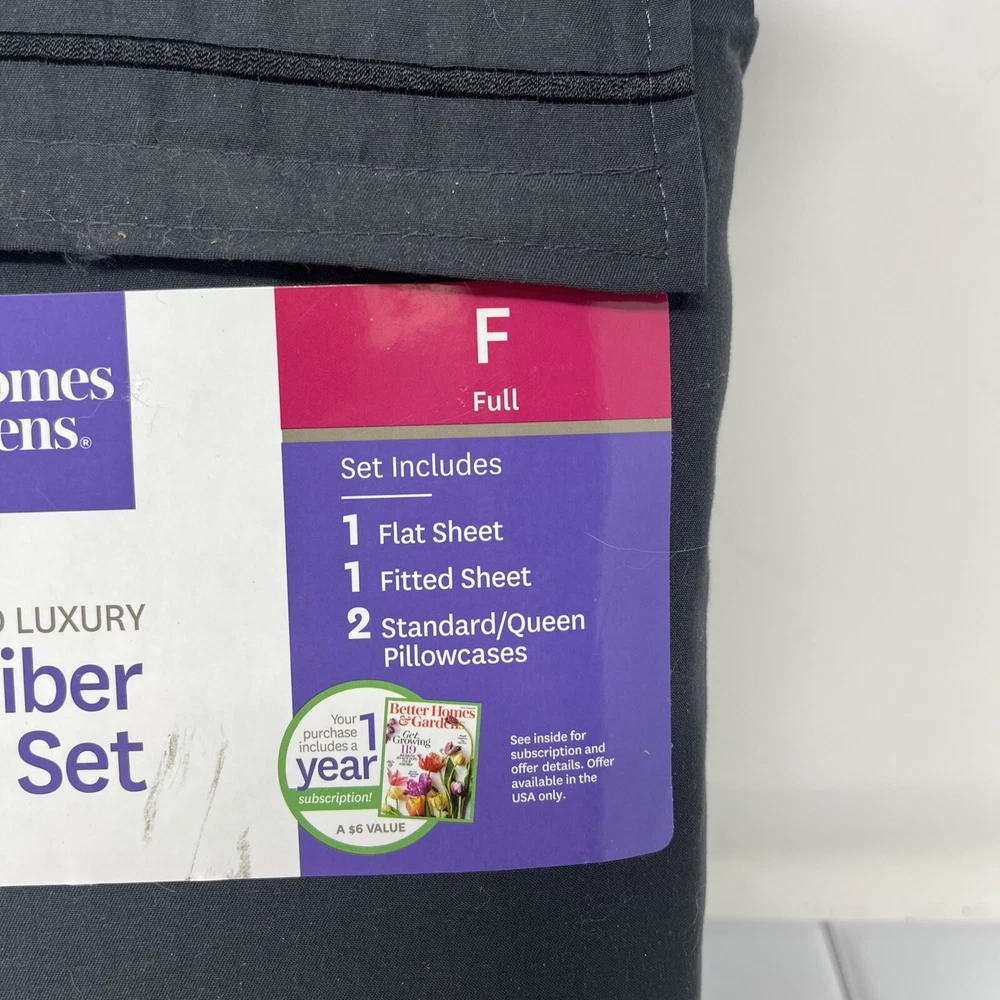 omes
ens®
LUXURY
iber
Set
F
Full
Set Includes
1 Flat Sheet
1 Fitted Sheet
2 Standard/Queen
Pillowcases
Your
purchase
includes a
1
year
subscription!
A $6 VALUE
Better Homes
& Gardens
Get
Growing
119
See inside for
subscription and
offer details. Offer
available in the
USA only.